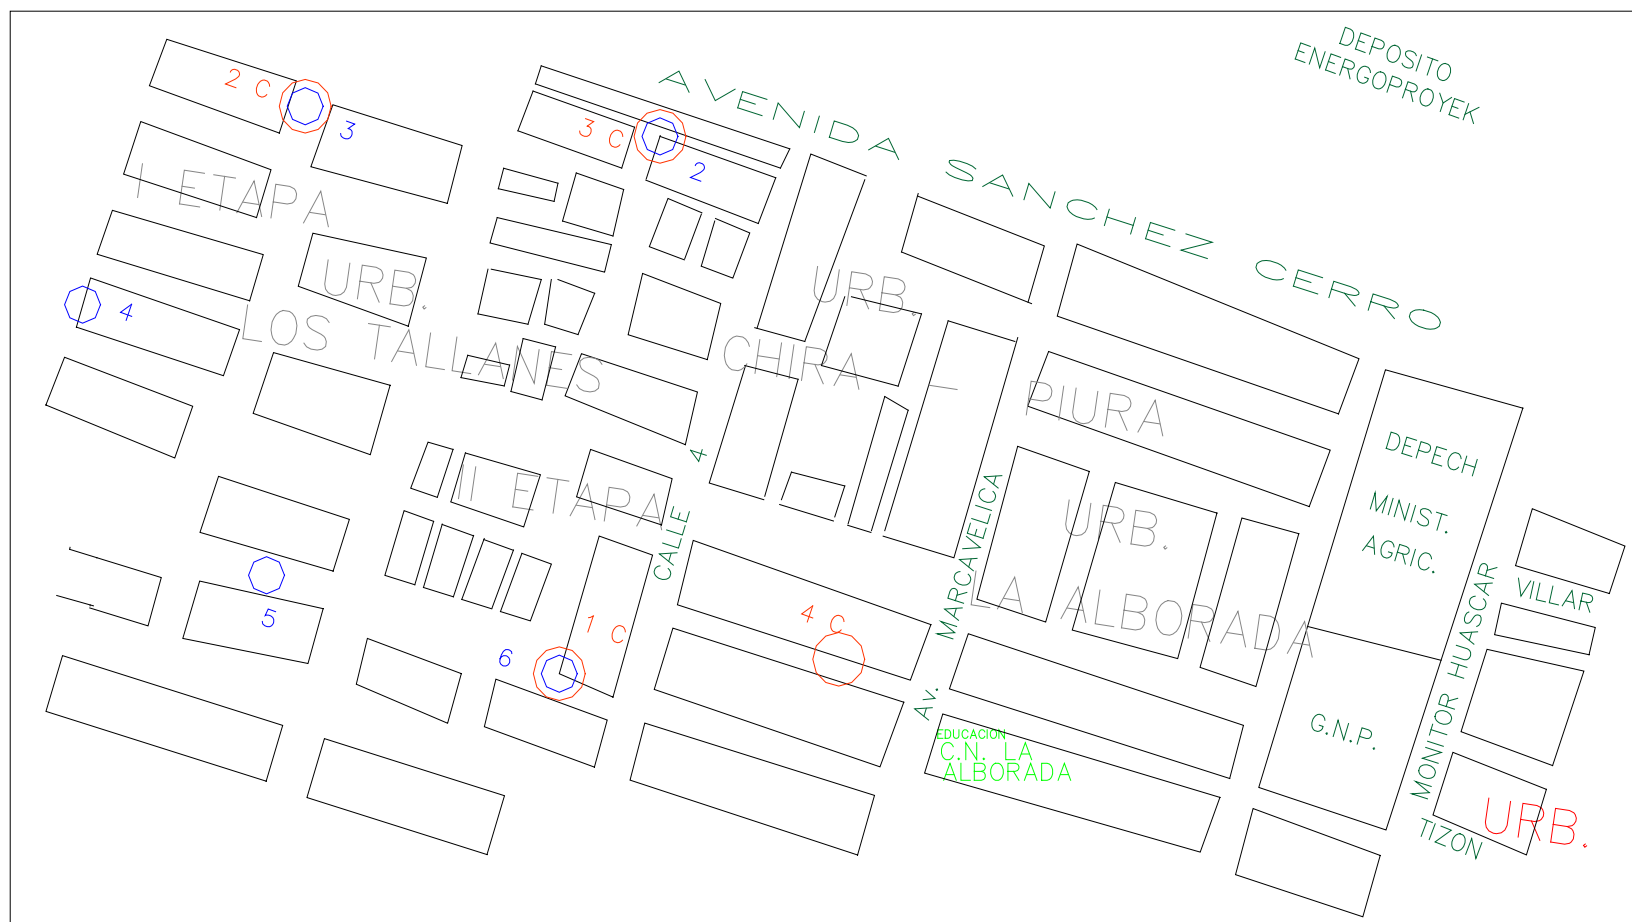 DEPOSITO
ENERGOPROYEK
AVENIDA SANCHEZ CERRO
2 C
3
3 C
2
I ETAPA
URB.
LOS TALLANES
4
II ETAPA
URB.
CHIRA - PIURA
CALLE 4
MARCAVELICA
AV.
URB.
LA ALBORADA
DEPECH
MINIST.
AGRIC.
G.N.P.
MONITOR HUASCAR
VILLAR
TIZON
URB.
5
6
1 C
4 C
EDUCACION
C.N. LA
ALBORADA